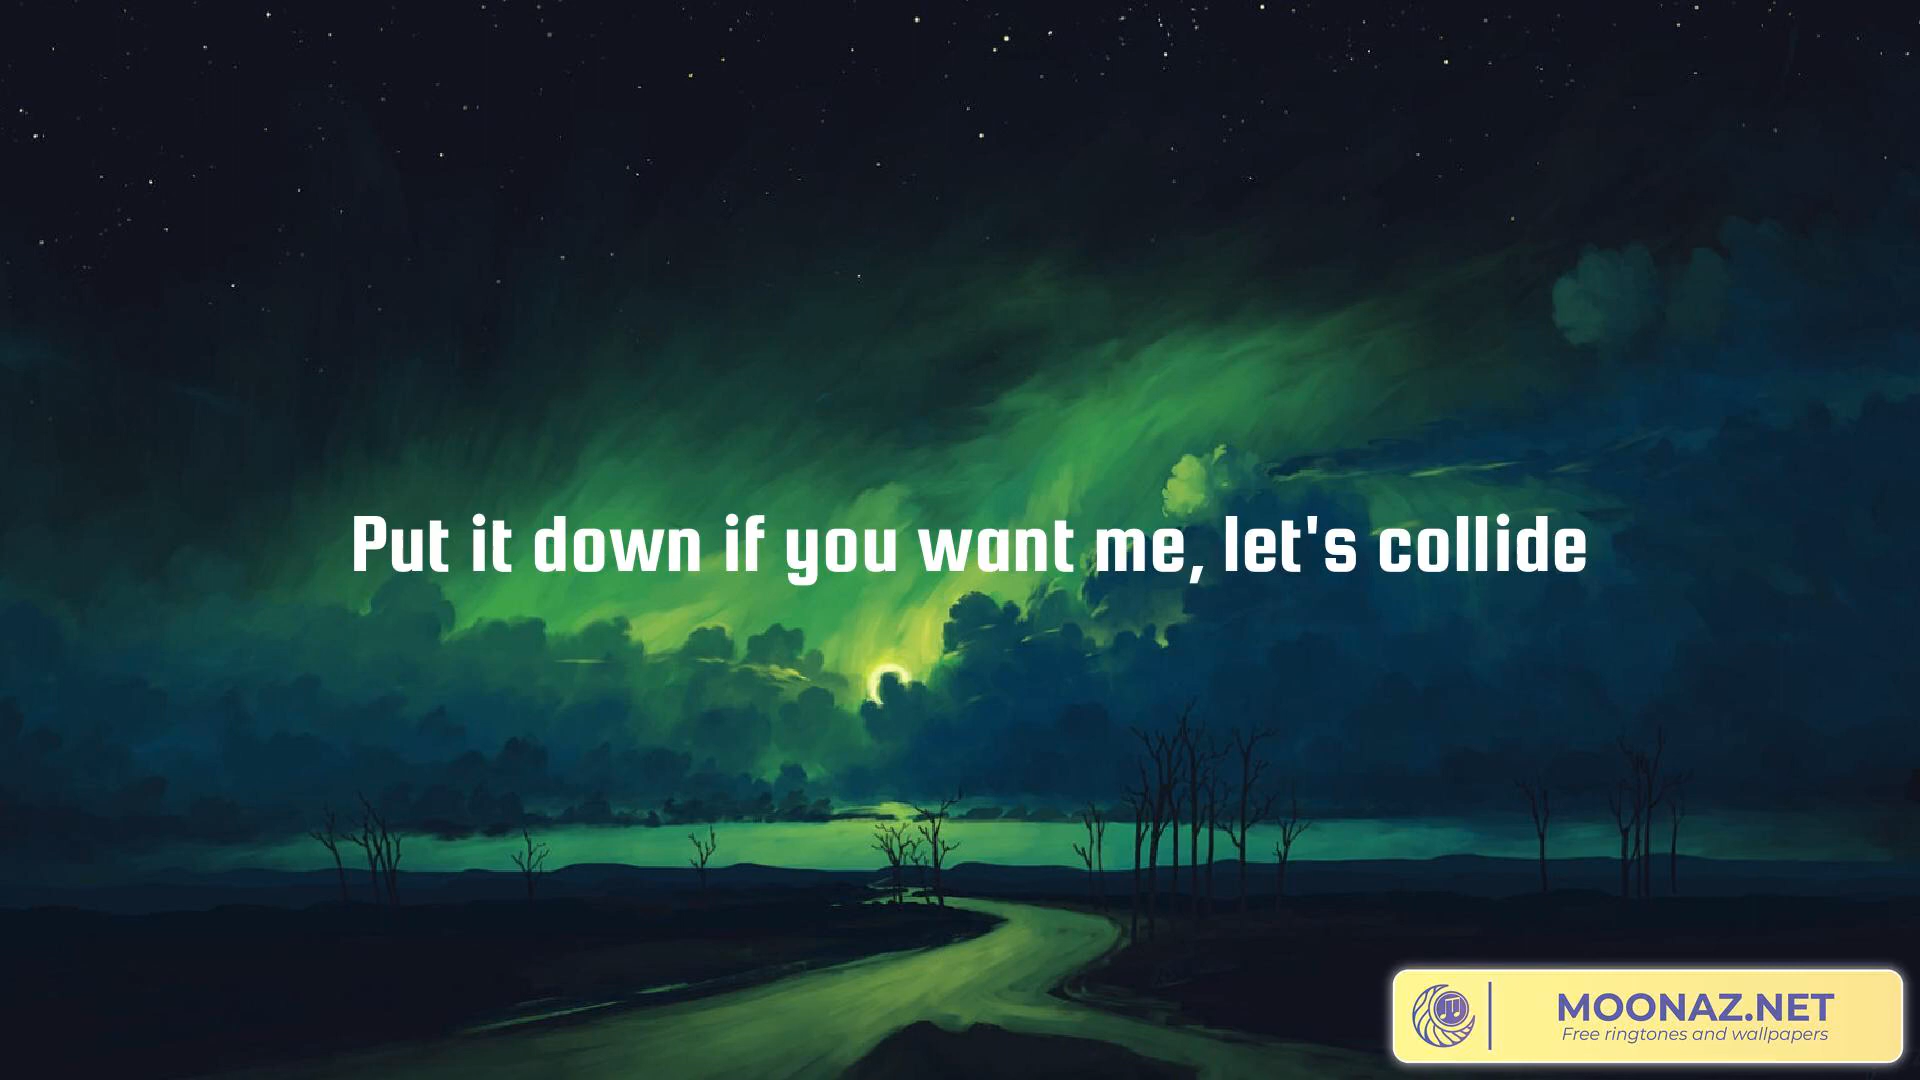 Put it down if you want me, let's collide
MOONAZ.NET
Free ringtones and wallpapers